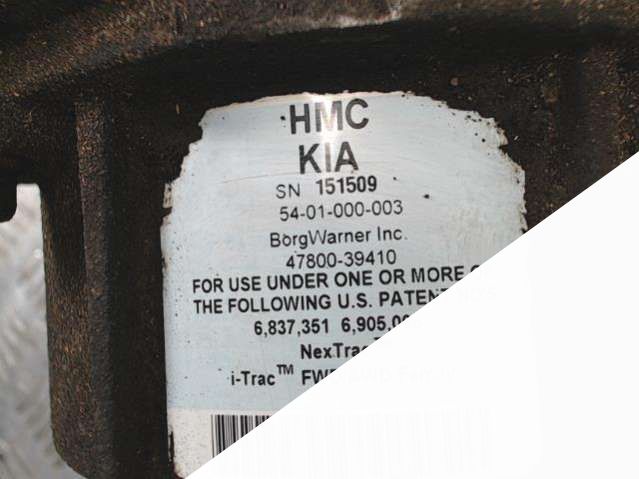 HMC
KIA
SN 151509
54-01-000-003
BorgWarner Inc.
47800-39410
FOR USE UNDER ONE OR MORE
THE FOLLOWING U.S.
6,837,351
NexTrac
i-Trac™